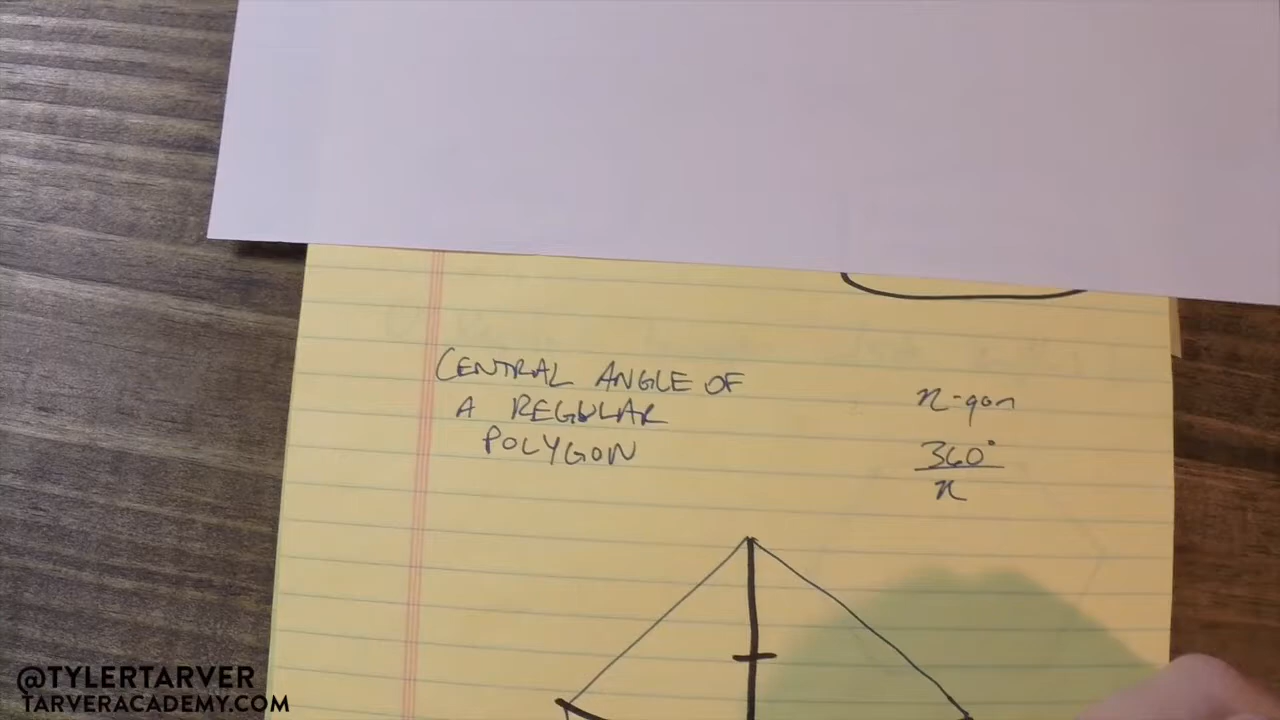 CENTRAL ANGLE OF
A REGULAR
POLYGON
n-gon
360°
n
@TYLERTARVER
TARVERACADEMY.COM